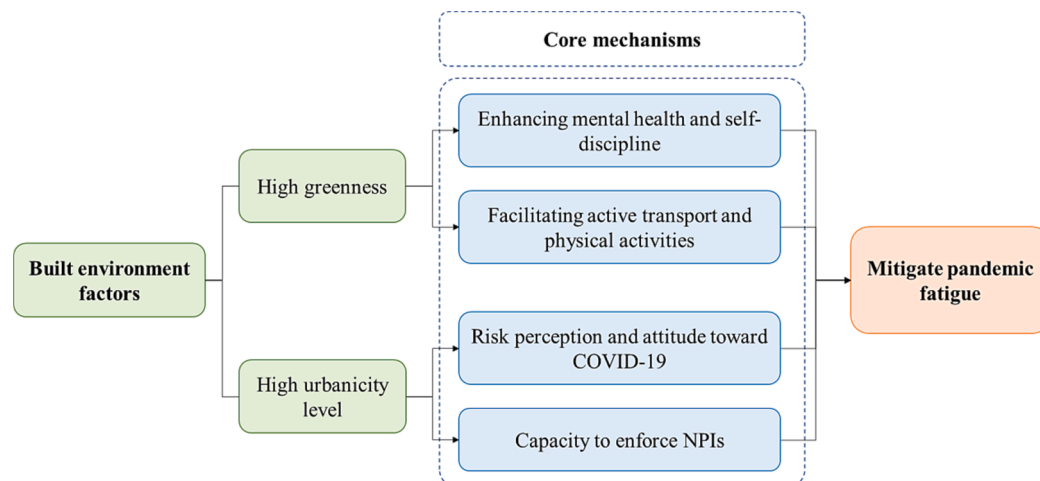 Core mechanisms
Enhancing mental health and self-
discipline
High greenness
Facilitating active transport and
physical activities
Built environment
factors
Mitigate pandemic
fatigue
Risk perception and attitude toward
COVID-19
High urbanicity
level
Capacity to enforce NPIs